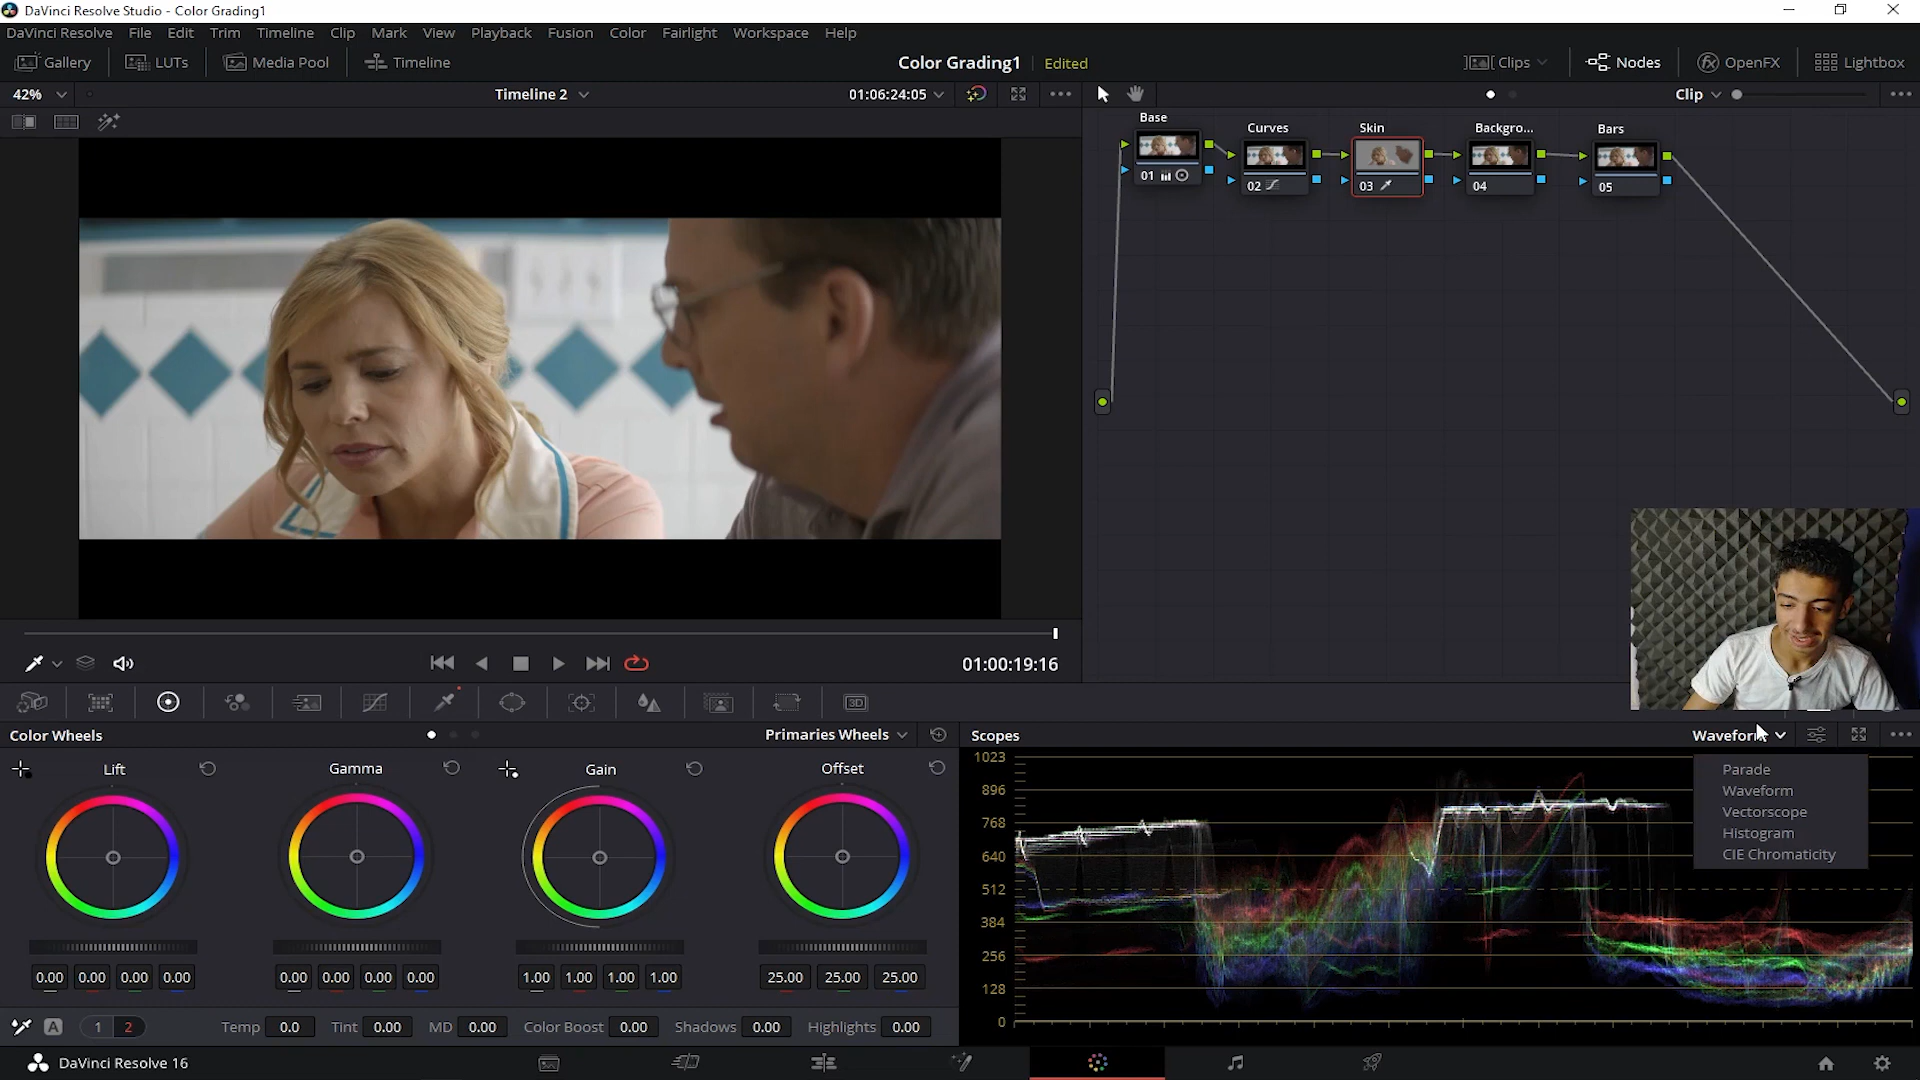 DaVinci Resolve Studio - Color Grading1
DaVinci Resolve File Edit Trim Timeline Clip Mark View Playback Fusion Color Fairlight Workspace Help
Gallery LUTs Media Pool Timeline Color Grading1 Edited Clips Nodes OpenFX Lightbox
42% Timeline 2 01:06:24:05 Clip
Base Curves Skin Backgro... Bars
01 02 03 04 05
01:00:19:16
3D
Color Wheels Primaries Wheels
Lift Gamma Gain Offset
0.00 0.00 0.00 0.00 0.00 0.00 0.00 0.00 1.00 1.00 1.00 1.00 25.00 25.00 25.00
A 1 2 Temp 0.0 Tint 0.00 MD 0.00 Color Boost 0.00 Shadows 0.00 Highlights 0.00
Scopes Waveform
Parade
Waveform
Vectorscope
Histogram
CIE Chromaticity
1023
896
768
640
512
384
256
128
0
DaVinci Resolve 16